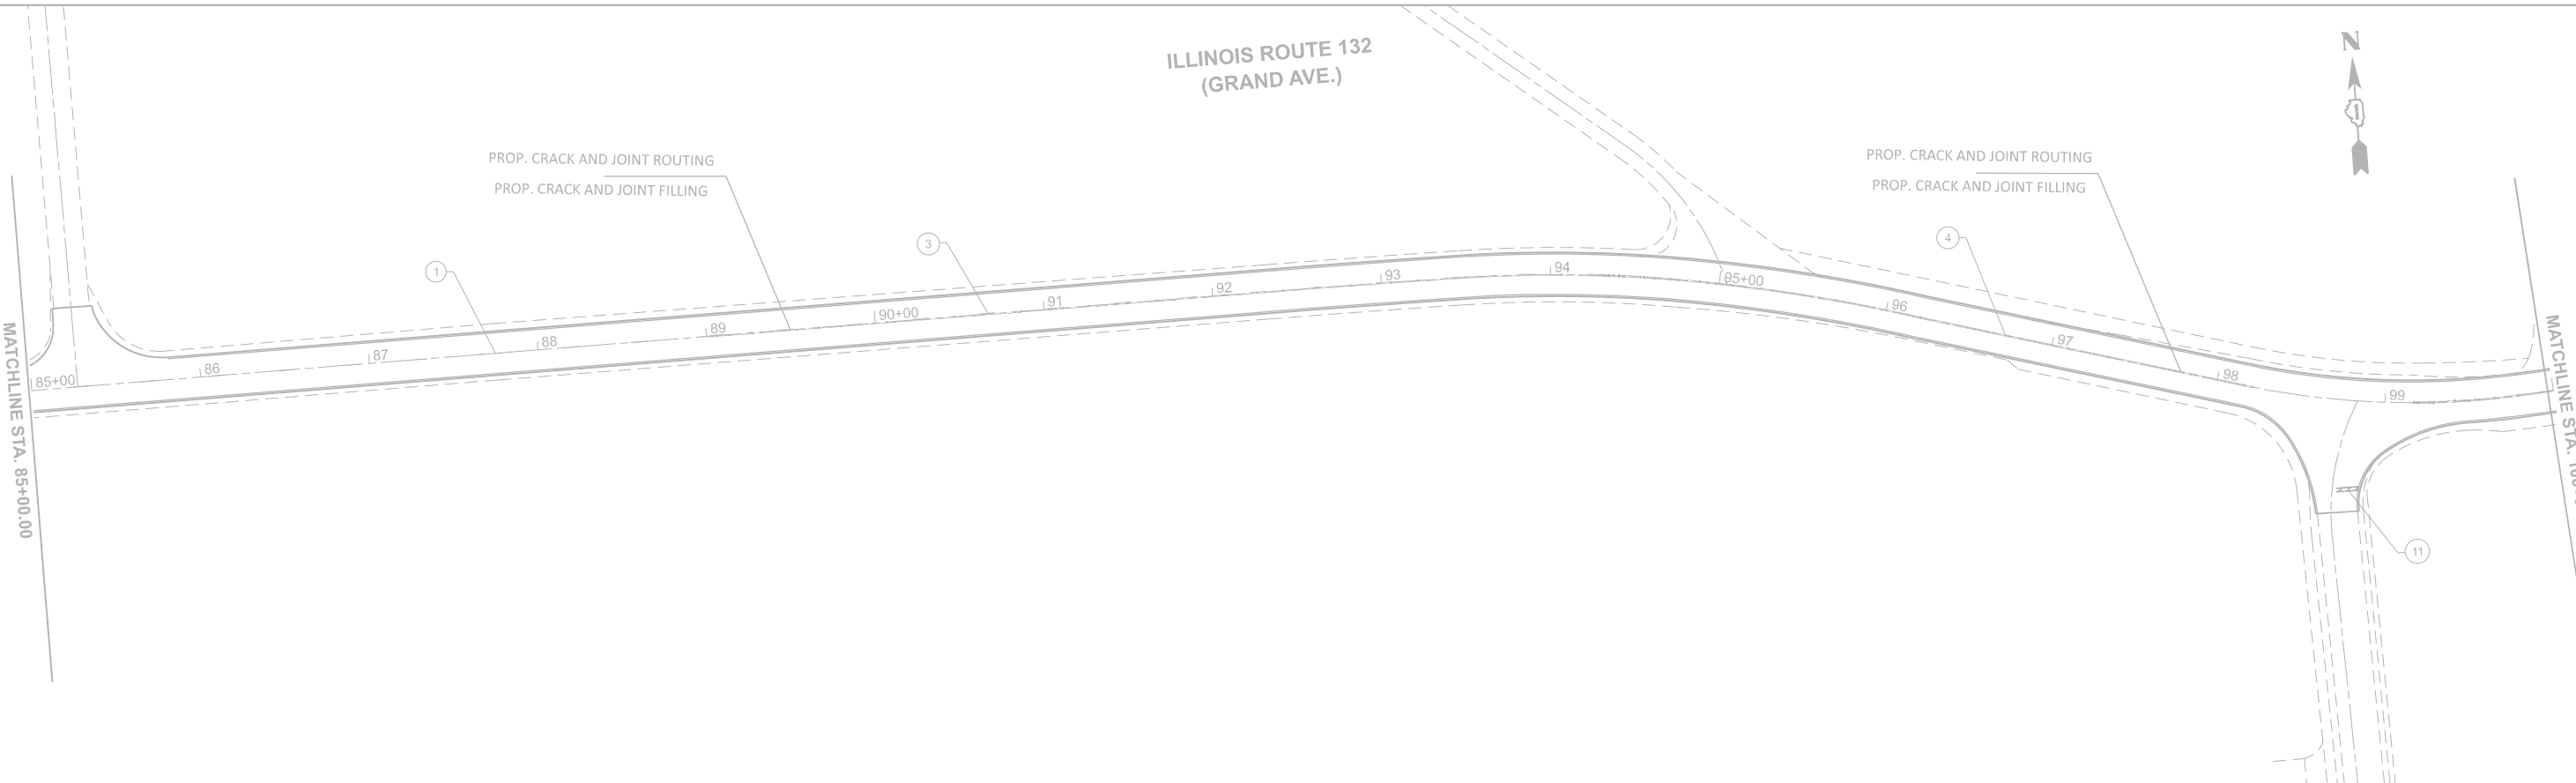 ILLINOIS ROUTE 132
(GRAND AVE.)
N
1
PROP. CRACK AND JOINT ROUTING
PROP. CRACK AND JOINT FILLING
PROP. CRACK AND JOINT ROUTING
PROP. CRACK AND JOINT FILLING
1
3
4
11
85+00
86
87
88
89
90+00
91
92
93
94
95+00
96
97
98
99
MATCHLINE STA. 85+00.00
MATCHLINE STA.